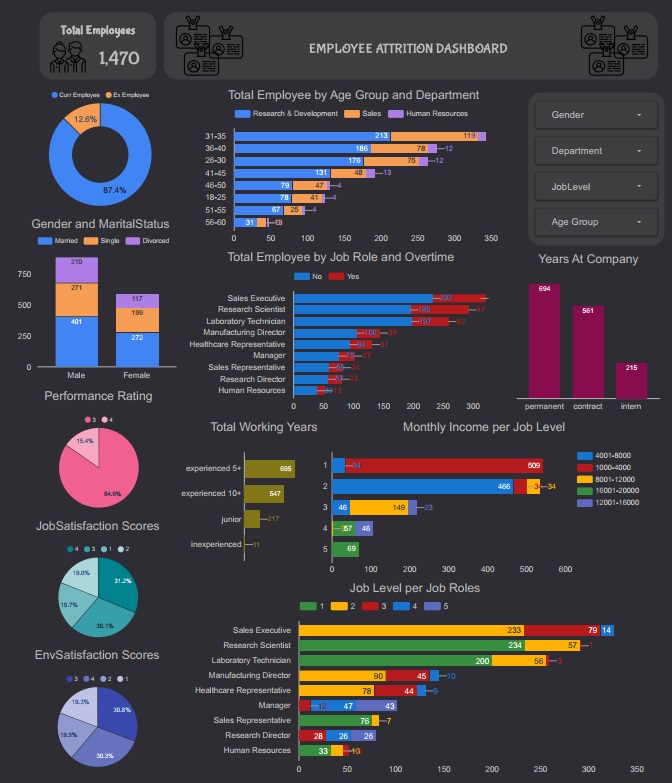 Total Employees
1,470
EMPLOYEE ATTRITION DASHBOARD
Curr Employee Ex Employee
12.6%
87.4%
Total Employee by Age Group and Department
Research & Development Sales Human Resources
31-35 213 119
36-40 186 78 12
26-30 176 75 12
41-45 131 48 13
46-50 79 47 4
18-25 78 41 4
51-55 67 25 4
56-60 31
0 50 100 150 200 250 300 350
Gender
Department
JobLevel
Age Group
Gender and MaritalStatus
Married Single Divorced
750
500
250
0
210
271
401
117
199
272
Male Female
Total Employee by Job Role and Overtime
No Yes
Sales Executive 232
Research Scientist 195 97
Laboratory Technician 197 62
Manufacturing Director 106 39
Healthcare Representative 94 37
Manager 75 27
Sales Representative 24
Research Director 57 23
Human Resources 13
0 50 100 150 200 250 300
Years At Company
694
561
215
permanent contract intern
Performance Rating
3 4
15.4%
84.6%
Total Working Years
experienced 5+ 695
experienced 10+ 547
junior 217
inexperienced 11
Monthly Income per Job Level
1 34 509
2 466 34
3 46 149 23
4 57 46
5 69
0 100 200 300 400 500 600
4001-8000
1000-4000
8001-12000
16001-20000
12001-16000
JobSatisfaction Scores
4 3 1 2
19.0%
31.2%
19.7%
30.1%
Job Level per Job Roles
1 2 3 4 5
Sales Executive 233 79 14
Research Scientist 234 57 1
Laboratory Technician 200 56 3
Manufacturing Director 90 45 10
Healthcare Representative 78 44 9
Manager 12 47 43
Sales Representative 76 7
Research Director 28 26 26
Human Resources 33
0 50 100 150 200 250 300 350
EnvSatisfaction Scores
3 4 2 1
19.3%
30.8%
19.5%
30.3%